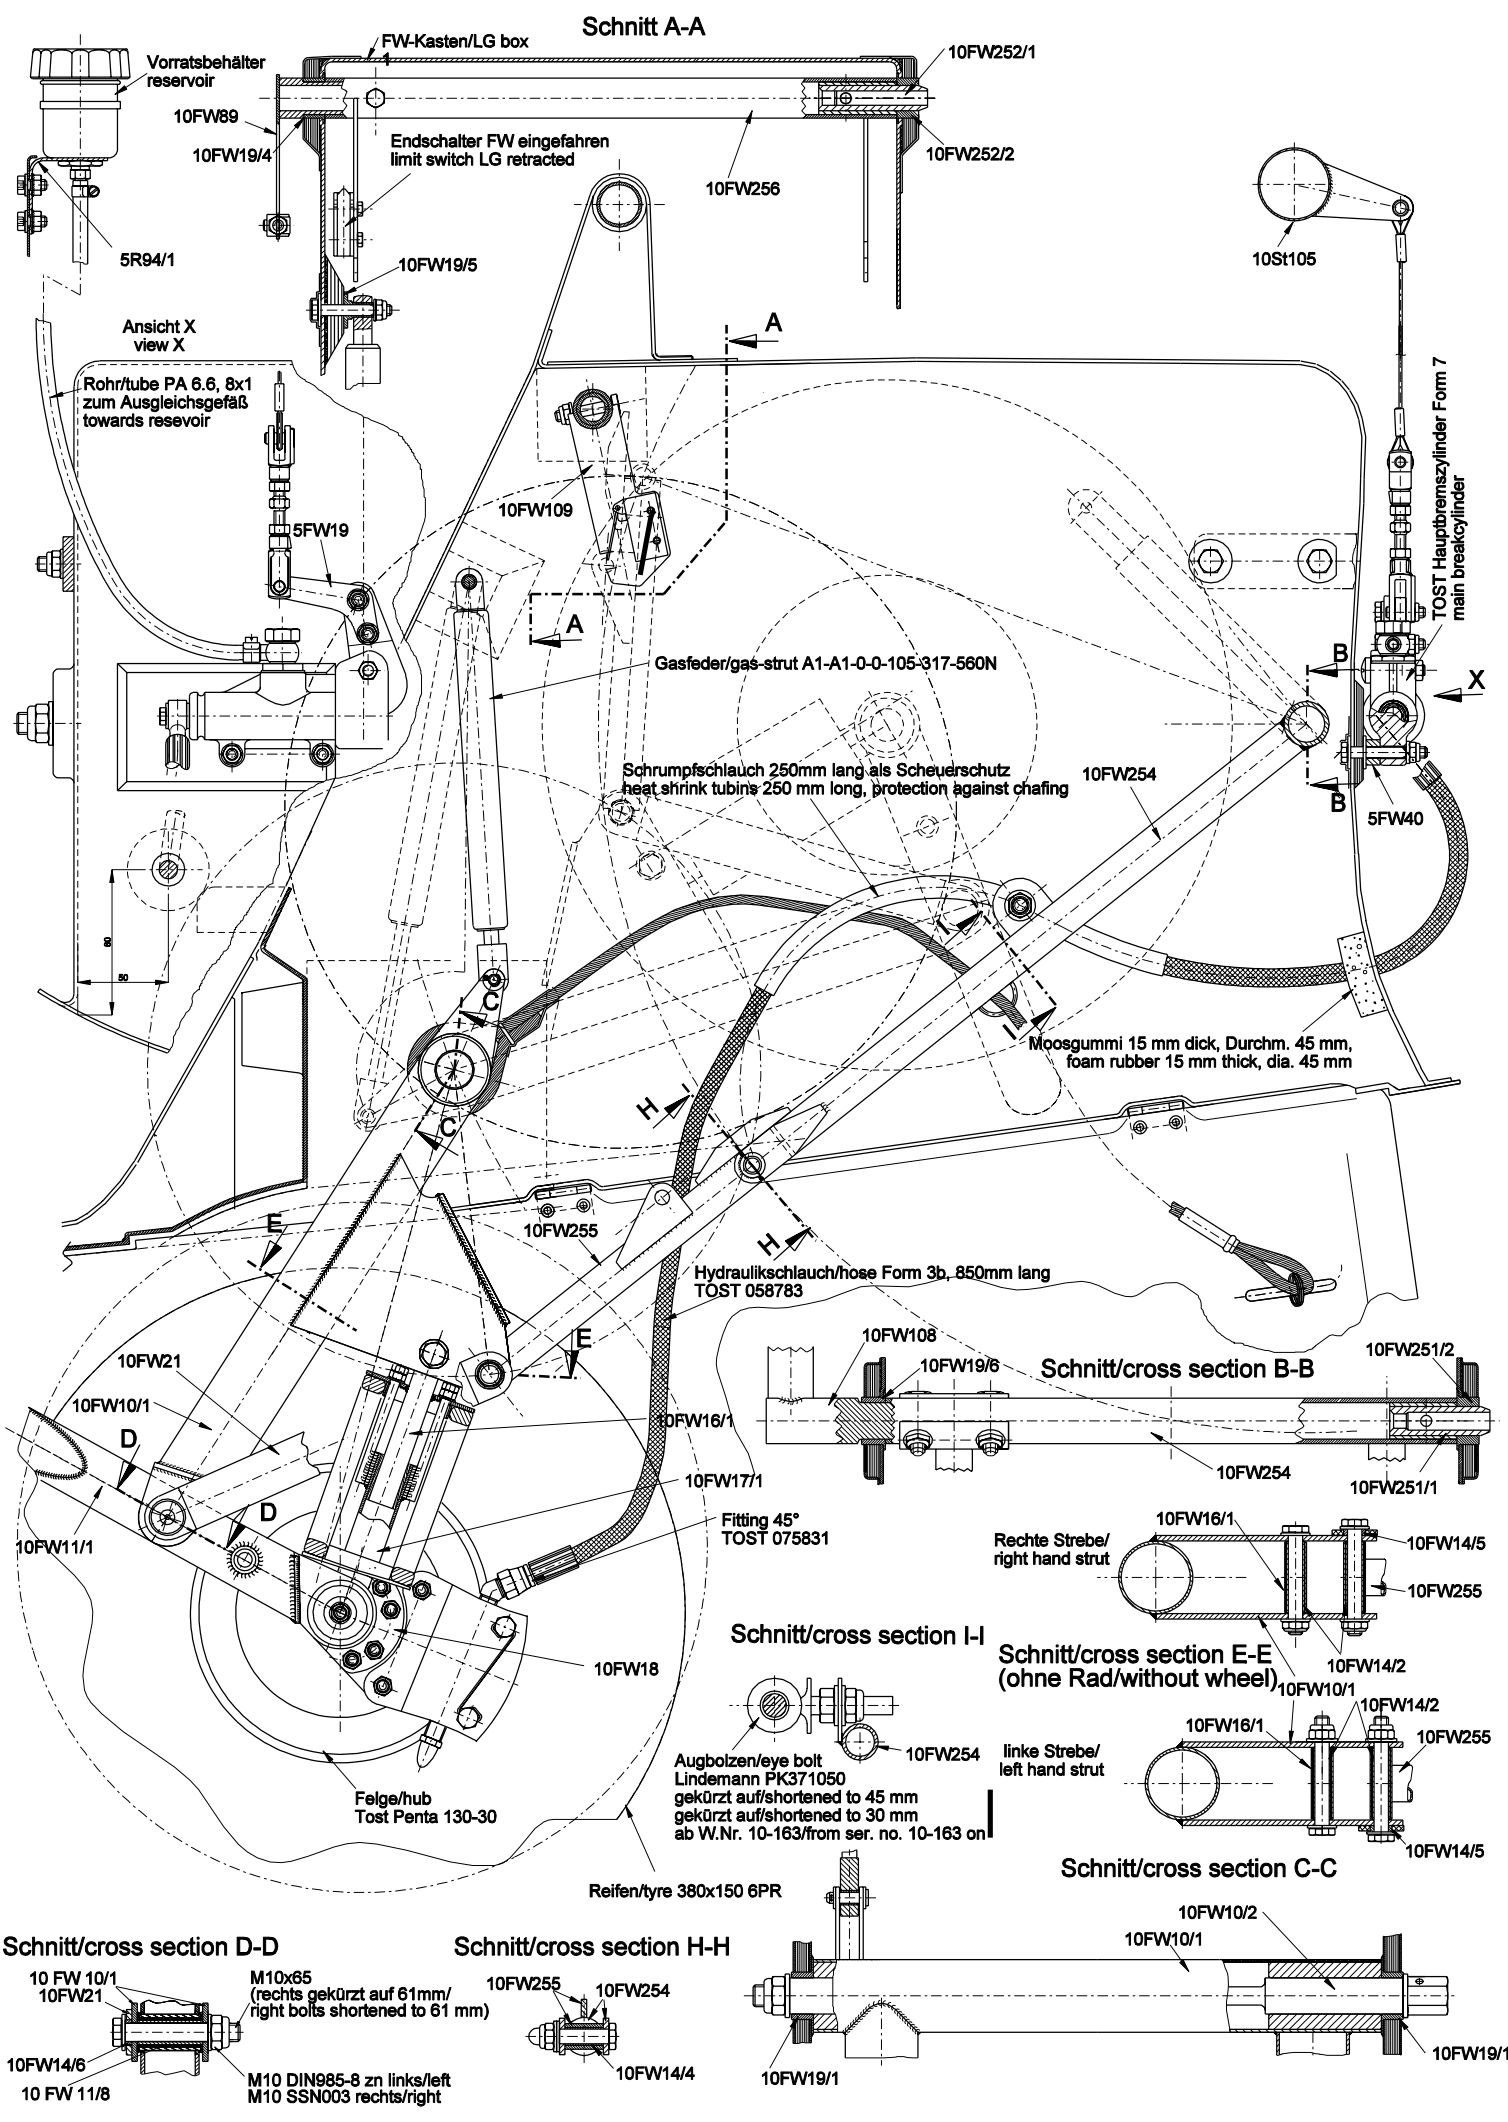 Schnitt A-A
FW-Kasten/LG box
1
10FW252/1
Vorratsbehälter
reservoir
10FW89
10FW19/4
Endschalter FW eingefahren
limit switch LG retracted
10FW252/2
10FW256
5R94/1
10FW19/5
10St105
Ansicht X
view X
A
Rohr/tube PA 6.6, 8x1
zum Ausgleichsgefäß
towards resevoir
TOST Hauptbremszylinder Form 7
main breakcylinder
10FW109
5FW19
A
Gasfeder/gas-strut A1-A1-0-0-105-317-560N
B
X
Schrumpfschlauch 250mm lang als Scheuerschutz
heat shrink tubins 250 mm long, protection against chafing
10FW254
B
5FW40
60
50
I
C
I
Moosgummi 15 mm dick, Durchm. 45 mm,
foam rubber 15 mm thick, dia. 45 mm
H
C
E
10FW255
H
Hydraulikschlauch/hose Form 3b, 850mm lang
TOST 058783
E
10FW108
10FW19/6
Schnitt/cross section B-B
10FW251/2
10FW21
10FW10/1
10FW16/1
D
10FW17/1
10FW254
10FW251/1
D
10FW11/1
Fitting 45°
TOST 075831
10FW16/1
Rechte Strebe/
right hand strut
10FW14/5
10FW255
Schnitt/cross section I-I
Schnitt/cross section E-E
(ohne Rad/without wheel)
10FW14/2
10FW18
10FW10/1
10FW14/2
10FW16/1
10FW255
linke Strebe/
left hand strut
10FW254
Augbolzen/eye bolt
Lindemann PK371050
gekürzt auf/shortened to 45 mm
gekürzt auf/shortened to 30 mm
ab W.Nr. 10-163/from ser. no. 10-163 on
Felge/hub
Tost Penta 130-30
10FW14/5
Schnitt/cross section C-C
Reifen/tyre 380x150 6PR
10FW10/2
10FW10/1
Schnitt/cross section D-D
Schnitt/cross section H-H
10 FW 10/1
10FW21
M10x65
(rechts gekürzt auf 61mm/
right bolts shortened to 61 mm)
10FW255
10FW254
10FW14/6
10 FW 11/8
M10 DIN985-8 zn links/left
M10 SSN003 rechts/right
10FW14/4
10FW19/1
10FW19/1